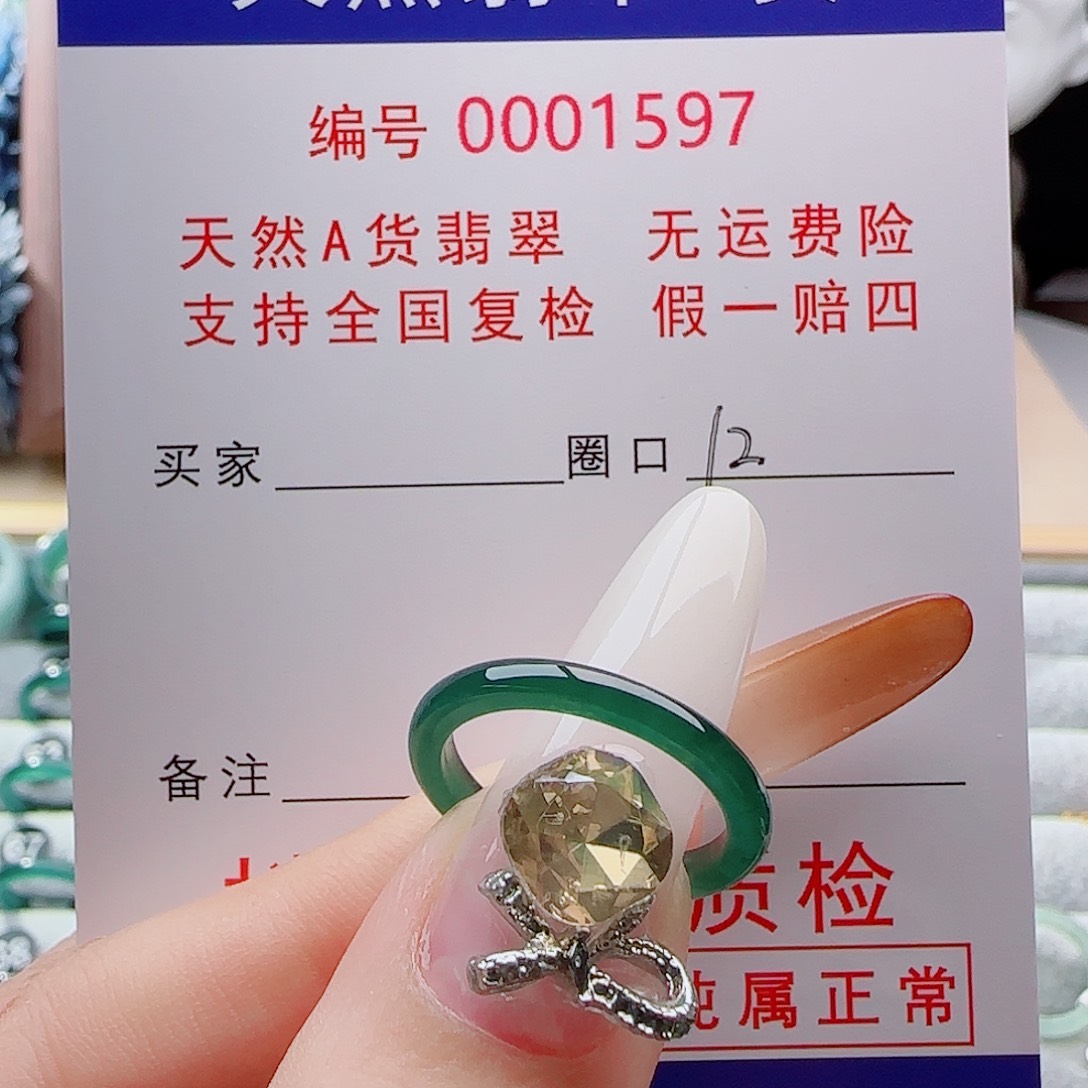 编号 0001597
天然A货翡翠 无运费险
支持全国复检 假一赔四
买家 圈口 12
备注
质检
纯属正常